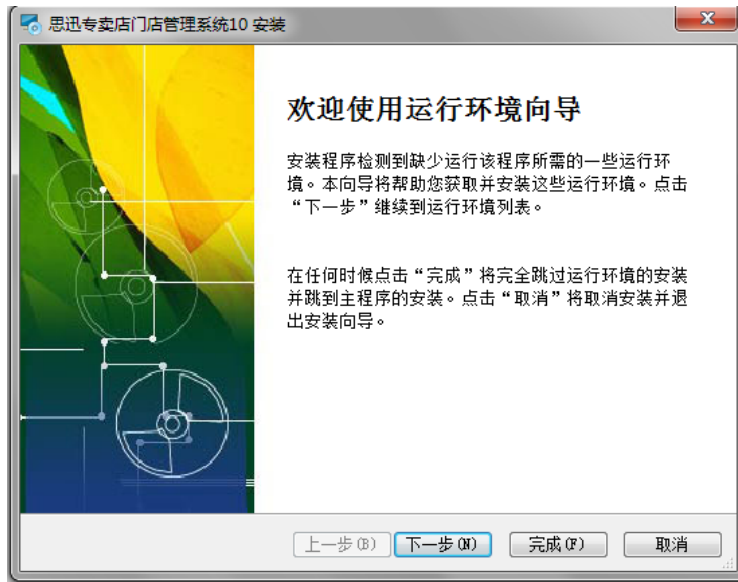 思迅专卖店门店管理系统10 安装
欢迎使用运行环境向导
安装程序检测到缺少运行该程序所需的一些运行环
境。本向导将帮助您获取并安装这些运行环境。点击
“下一步”继续到运行环境列表。
在任何时候点击“完成”将完全跳过运行环境的安装
并跳到主程序的安装。点击“取消”将取消安装并退
出安装向导。
上一步(B) 下一步(N) 完成(F) 取消